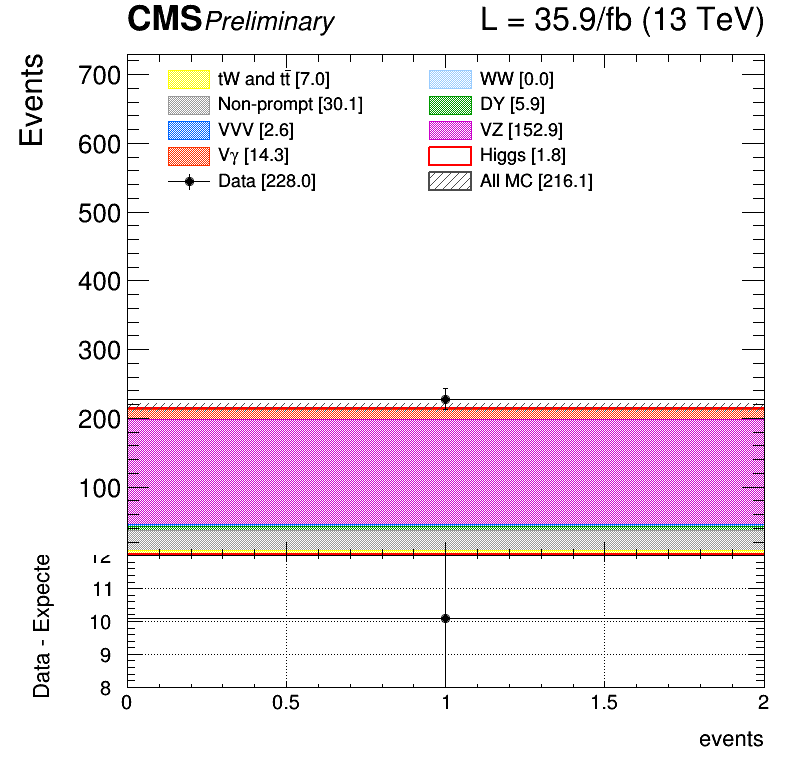 CMS Preliminary L = 35.9/fb (13 TeV)
Events
700
600
500
400
300
200
100
tW and tt̄ [7.0]
Non-prompt [30.1]
VVV [2.6]
Vγ [14.3]
Data [228.0]
WW [0.0]
DY [5.9]
VZ [152.9]
Higgs [1.8]
All MC [216.1]
Data - Expecte
12
11
10
9
8
0 0.5 1 1.5 2
events